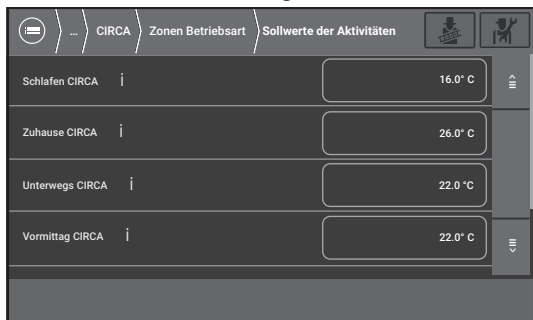 ... CIRCA Zonen Betriebsart Sollwerte der Aktivitäten
Schlafen CIRCA i 16.0° C
Zuhause CIRCA i 26.0° C
Unterwegs CIRCA i 22.0 °C
Vormittag CIRCA i 22.0° C